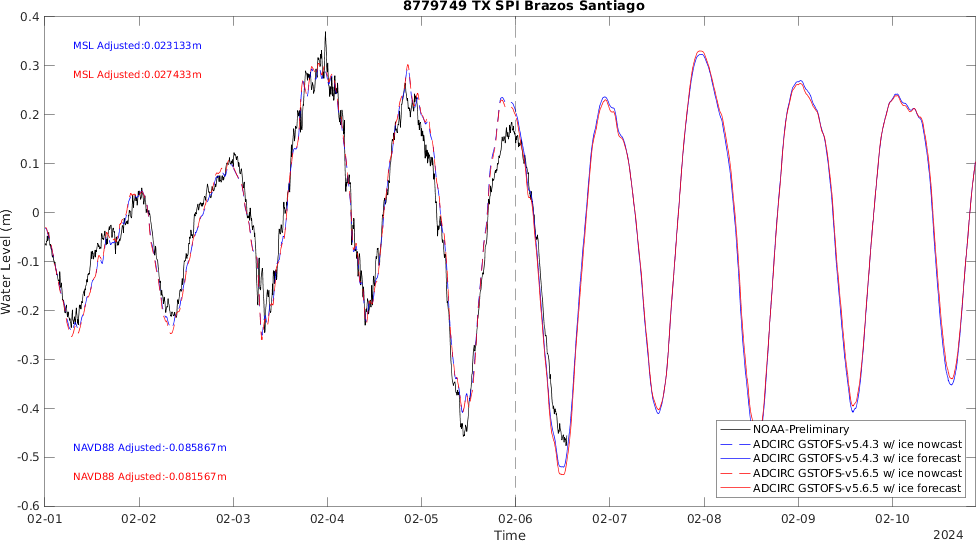 8779749 TX SPI Brazos Santiago
MSL Adjusted:0.023133m
MSL Adjusted:0.027433m
NAVD88 Adjusted:-0.085867m
NAVD88 Adjusted:-0.081567m
Water Level (m)
0.4
0.3
0.2
0.1
0
-0.1
-0.2
-0.3
-0.4
-0.5
-0.6
NOAA-Preliminary
ADCIRC GSTOFS-v5.4.3 w/ ice nowcast
ADCIRC GSTOFS-v5.4.3 w/ ice forecast
ADCIRC GSTOFS-v5.6.5 w/ ice nowcast
ADCIRC GSTOFS-v5.6.5 w/ ice forecast
02-01 02-02 02-03 02-04 02-05 02-06 02-07 02-08 02-09 02-10
Time
2024